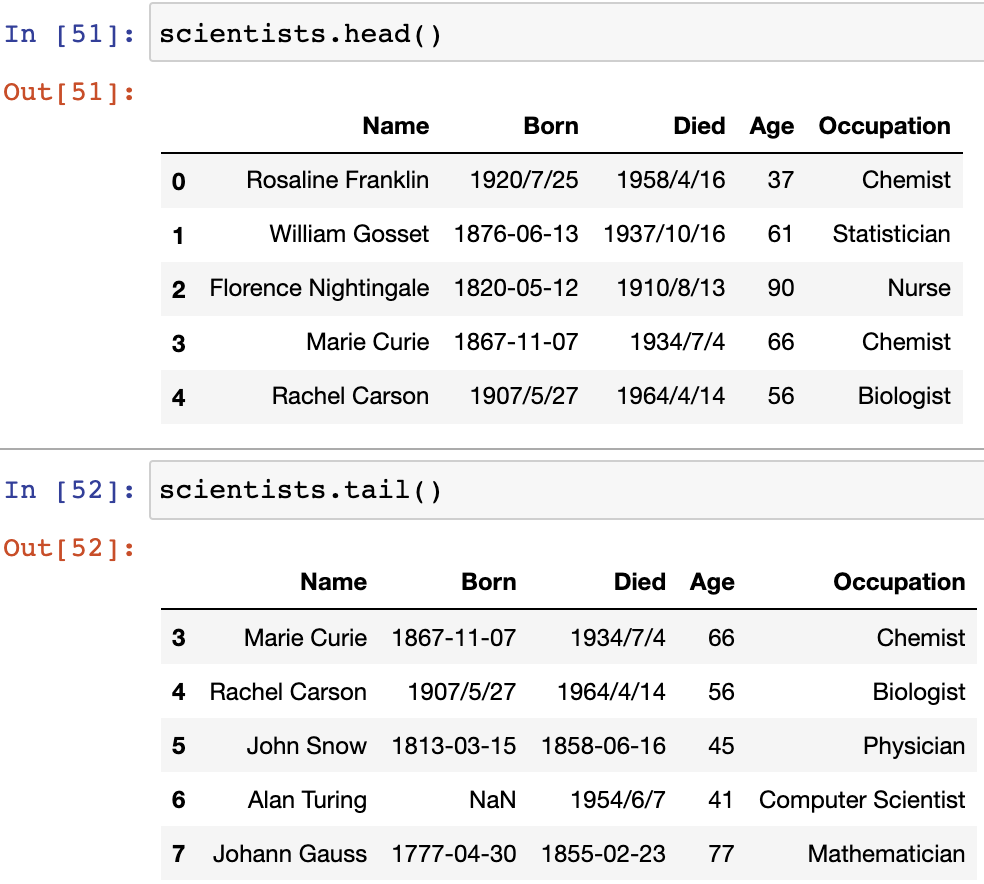 In [51]: scientists.head()
Out[51]:
Name Born Died Age Occupation
0 Rosaline Franklin 1920/7/25 1958/4/16 37 Chemist
1 William Gosset 1876-06-13 1937/10/16 61 Statistician
2 Florence Nightingale 1820-05-12 1910/8/13 90 Nurse
3 Marie Curie 1867-11-07 1934/7/4 66 Chemist
4 Rachel Carson 1907/5/27 1964/4/14 56 Biologist
In [52]: scientists.tail()
Out[52]:
Name Born Died Age Occupation
3 Marie Curie 1867-11-07 1934/7/4 66 Chemist
4 Rachel Carson 1907/5/27 1964/4/14 56 Biologist
5 John Snow 1813-03-15 1858-06-16 45 Physician
6 Alan Turing NaN 1954/6/7 41 Computer Scientist
7 Johann Gauss 1777-04-30 1855-02-23 77 Mathematician